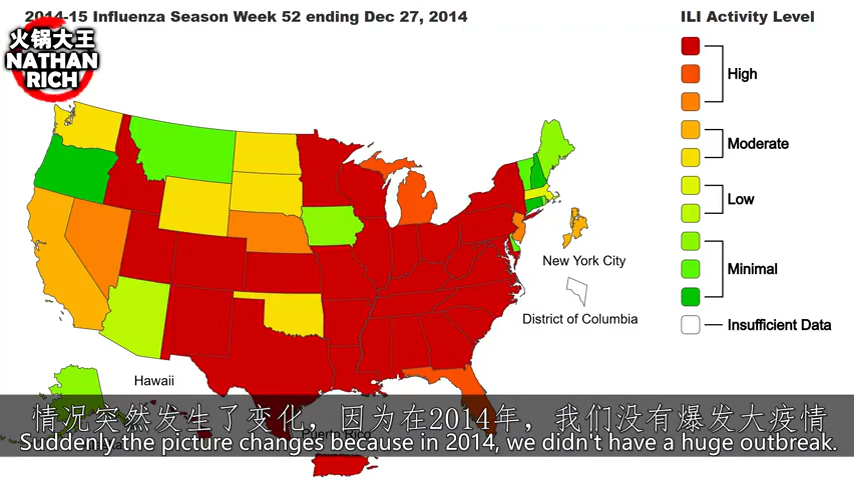 2014-15 Influenza Season Week 52 ending Dec 27, 2014
ILI Activity Level
火锅大王
NATHAN
RICH
High
Moderate
Low
Minimal
Insufficient Data
New York City
District of Columbia
Hawaii
Puerto Rico
情况突然发生了变化，因为在2014年，我们没有爆发大疫情
Suddenly the picture changes because in 2014, we didn't have a huge outbreak.